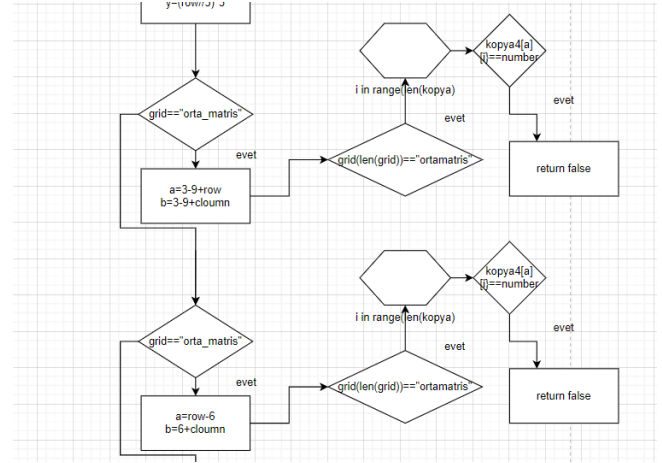 y=(row//3)*3
grid=="orta_matris"
evet
a=3-9+row
b=3-9+cloumn
i in range(len(kopya)
evet
grid(len(grid))=="ortamatris"
kopya4[a]
[i}==number
evet
return false
grid=="orta_matris"
evet
a=row-6
b=6+cloumn
i in range(len(kopya)
evet
grid(len(grid))=="ortamatris"
kopya4[a]
[i}==number
evet
return false